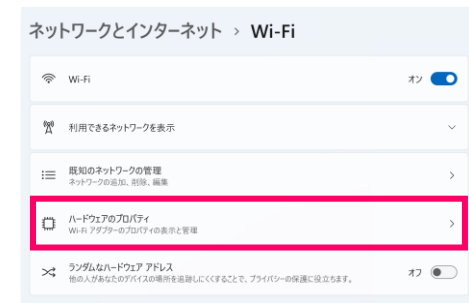 ネットワークとインターネット > Wi-Fi
Wi-Fi
オン
利用できるネットワークを表示
既知のネットワークの管理
ネットワークの追加、削除、編集
ハードウェアのプロパティ
Wi-Fi アダプターのプロパティの表示と管理
ランダムなハードウェア アドレス
他の人があなたのデバイスの場所を追跡しにくくすることで、プライバシーの保護に役立ちます。
オフ